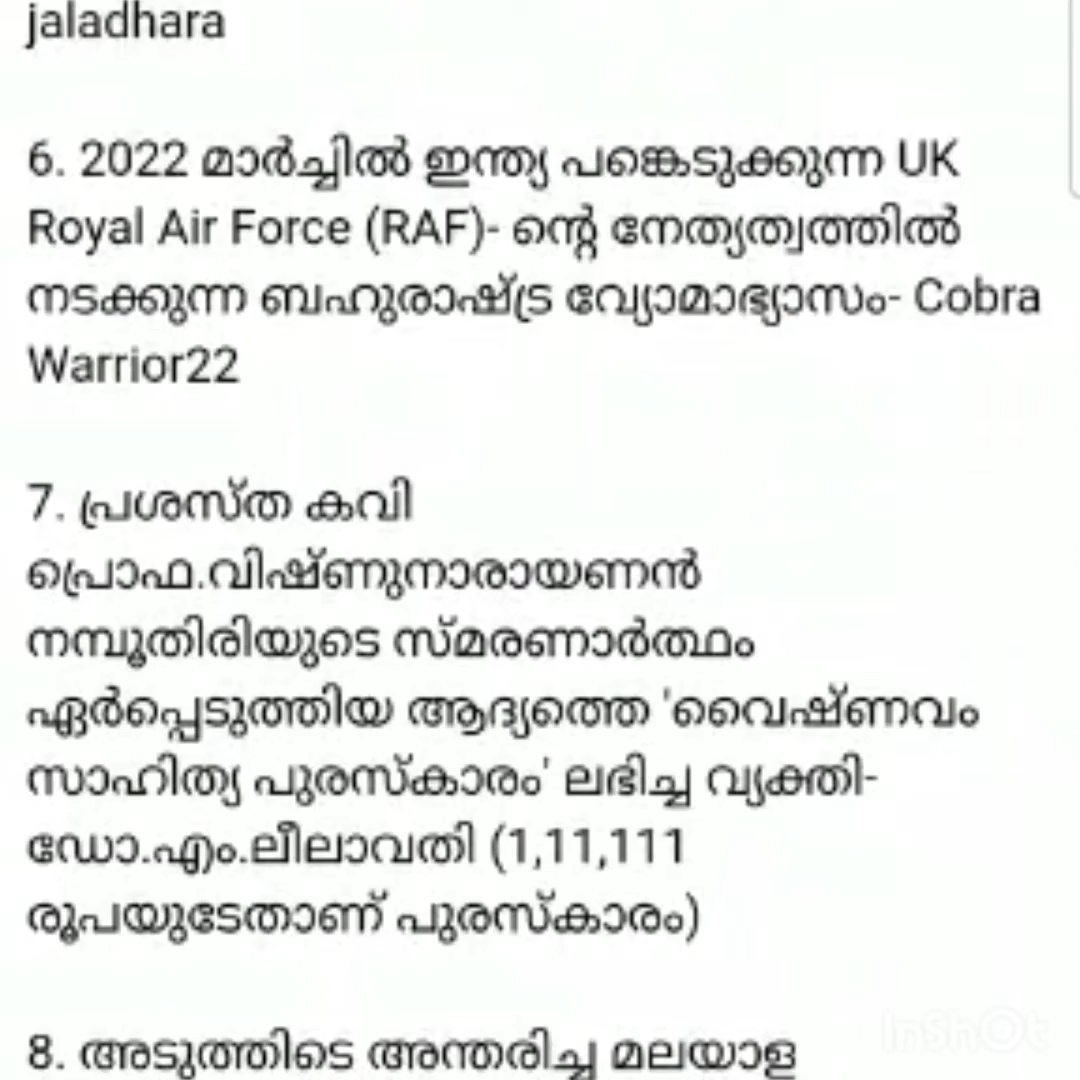 jaladhara
6. 2022 മാർച്ചിൽ ഇന്ത്യ പങ്കെടുക്കുന്ന UK
Royal Air Force (RAF)- ന്റെ നേതൃത്വത്തിൽ
നടക്കുന്ന ബഹുരാഷ്ട്ര വ്യോമാഭ്യാസം- Cobra
Warrior22
7. പ്രശസ്ത കവി
പ്രൊഫ.വിഷ്ണുനാരായണൻ
നമ്പൂതിരിയുടെ സ്മരണാർത്ഥം
ഏർപ്പെടുത്തിയ ആദ്യത്തെ 'വൈഷ്ണവം
സാഹിത്യ പുരസ്കാരം' ലഭിച്ച വ്യക്തി-
ഡോ.എം.ലീലാവതി (1,11,111
രൂപയുടേതാണ് പുരസ്കാരം)
8. അടുത്തിടെ അന്തരിച്ച മലയാള
InShOt